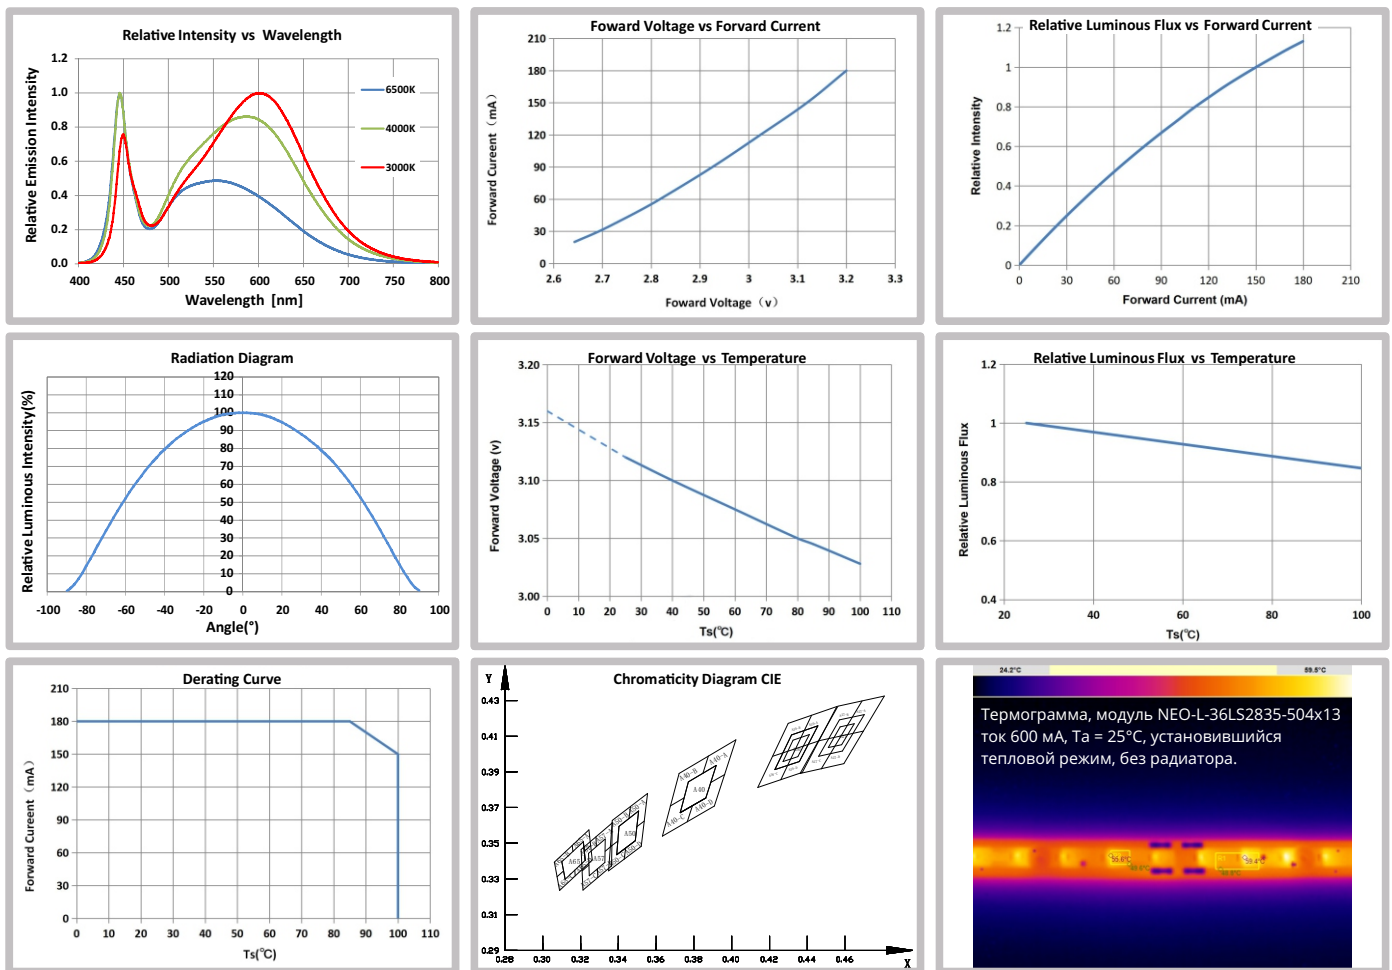 Relative Intensity vs Wavelength
Relative Emission Intensity
1.2
1.0
0.8
0.6
0.4
0.2
0.0
6500K
4000K
3000K
400 450 500 550 600 650 700 750 800
Wavelength [nm]
Foward Voltage vs Forvard Current
Forward Cureent (mA)
210
180
150
120
90
60
30
0
2.6 2.7 2.8 2.9 3 3.1 3.2 3.3
Foward Voltage (v)
Relative Luminous Flux vs Forward Current
Relative Intensity
1.2
1
0.8
0.6
0.4
0.2
0
0 30 60 90 120 150 180 210
Forward Current (mA)
Radiation Diagram
Relative Luminous Intensity(%)
120
110
100
90
80
70
60
50
40
30
20
10
0
-100 -80 -60 -40 -20 0 20 40 60 80 100
Angle(°)
Forward Voltage vs Temperature
Forward Voltage (v)
3.20
3.15
3.10
3.05
3.00
0 10 20 30 40 50 60 70 80 90 100 110
Ts(℃)
Relative Luminous Flux vs Temperature
Relative Luminous Flux
1.2
1
0.8
0.6
0.4
20 40 60 80 100
Ts(℃)
Derating Curve
Forward Cureent (mA)
210
180
150
120
90
60
30
0
0 10 20 30 40 50 60 70 80 90 100 110
Ts(℃)
Chromaticity Diagram CIE
Y
0.43
0.41
0.39
0.37
0.35
0.33
0.31
0.29
A40-B
A40-A
A40
A40-C
A40-D
A50
A57
A65
0.28 0.30 0.32 0.34 0.36 0.38 0.40 0.42 0.44 0.46
X
24.2°C
59.5°C
Термограмма, модуль NEO-L-36LS2835-504x13
ток 600 мА, Ta = 25°C, установившийся
тепловой режим, без радиатора.